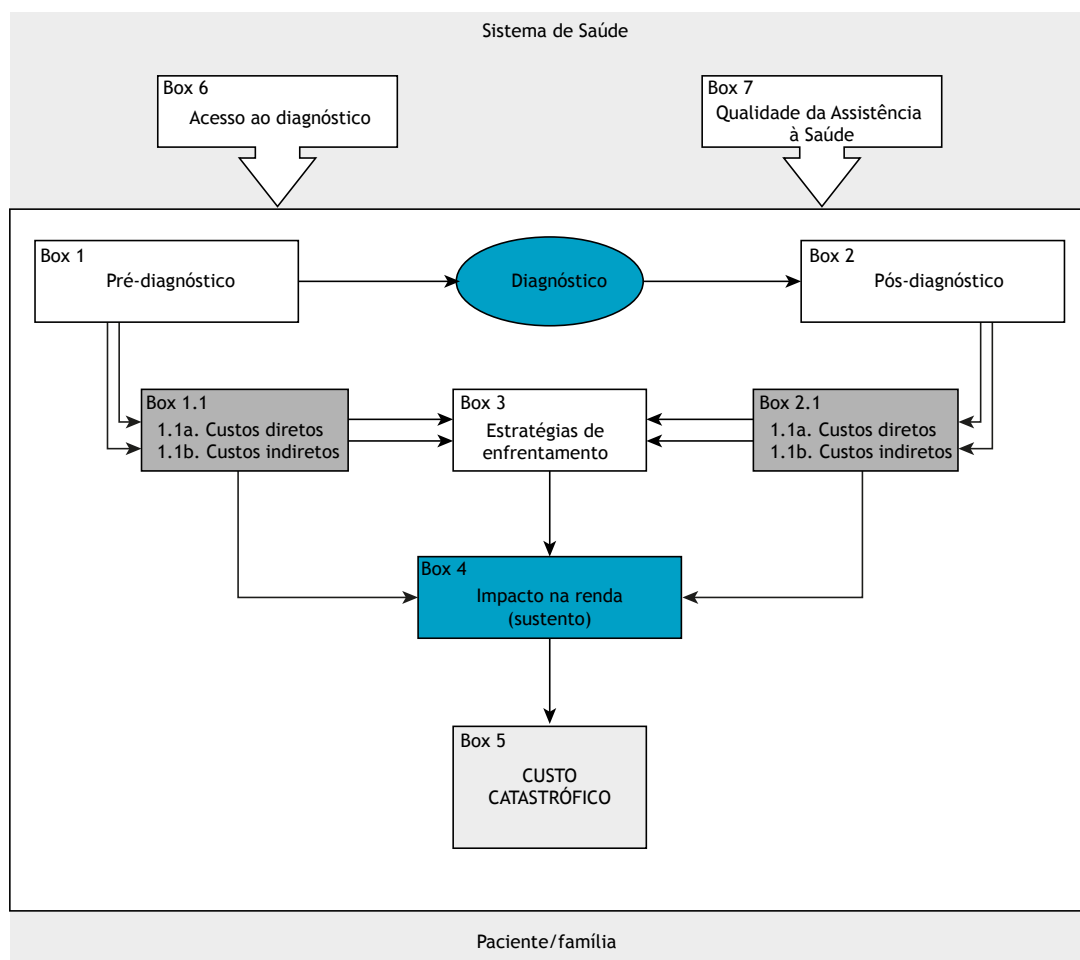 Sistema de Saúde
Box 6
Acesso ao diagnóstico
Box 7
Qualidade da Assistência
à Saúde
Box 1
Pré-diagnóstico
Diagnóstico
Box 2
Pós-diagnóstico
Box 1.1
1.1a. Custos diretos
1.1b. Custos indiretos
Box 3
Estratégias de
enfrentamento
Box 2.1
1.1a. Custos diretos
1.1b. Custos indiretos
Box 4
Impacto na renda
(sustento)
Box 5
CUSTO
CATASTRÓFICO
Paciente/família